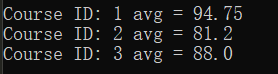 Course ID: 1 avg = 94.75
Course ID: 2 avg = 81.2
Course ID: 3 avg = 88.0